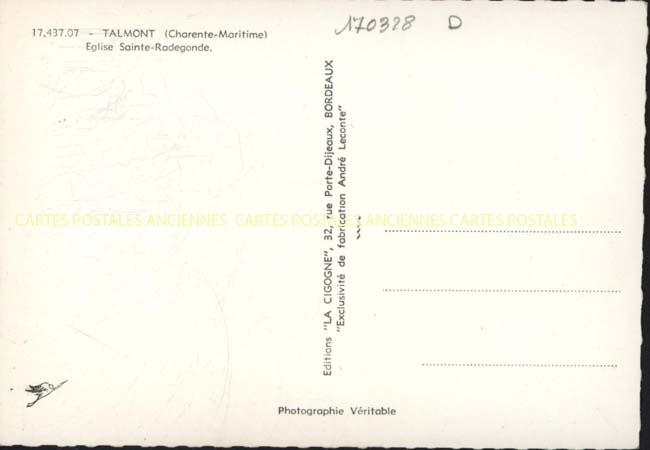 17.437.07 - TALMONT (Charente-Maritime)
Eglise Sainte-Radegonde.
170328 D
Editions "LA CIGOGNE", 32, rue Porte-Dijeaux, BORDEAUX
"Exclusivité de fabrication André Leconte"
CARTES POSTALES ANCIENNES CARTES POSTALES ANCIENNES CARTES POSTALES
Photographie Véritable